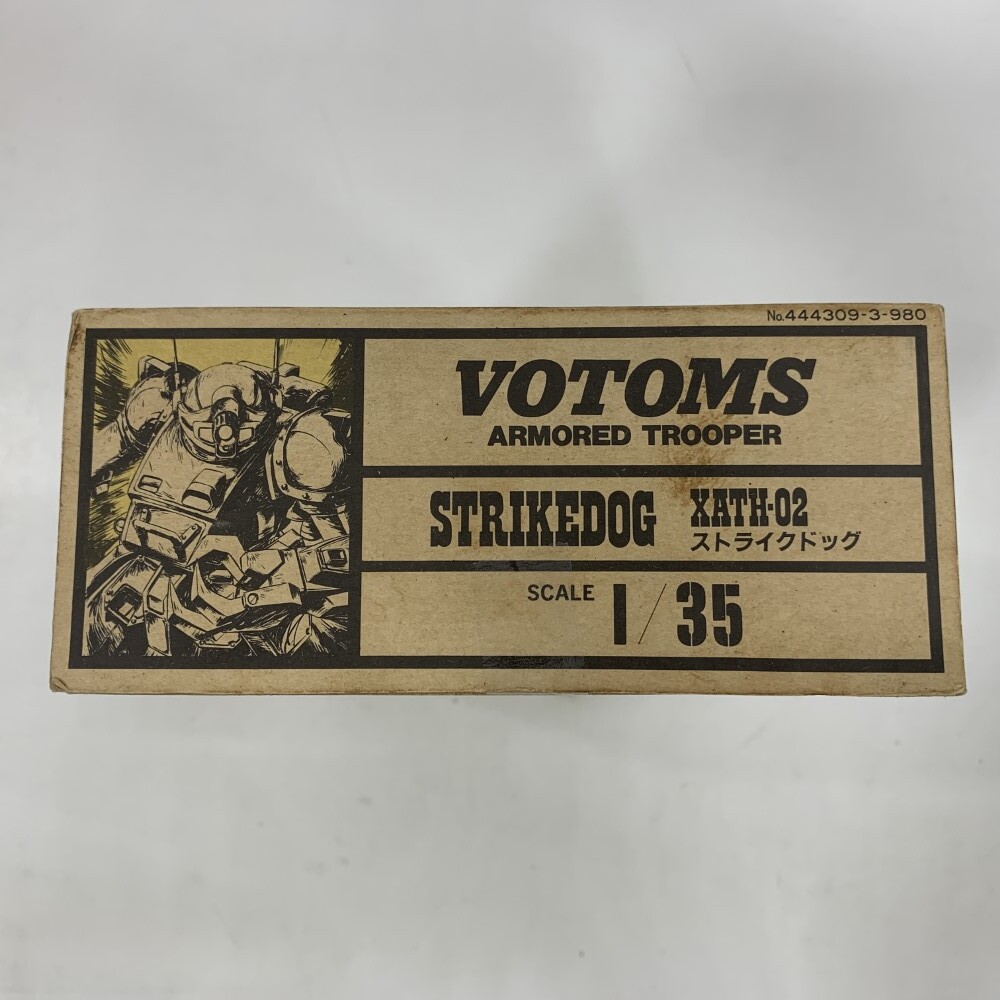 No.444309-3-980
VOTOMS
ARMORED TROOPER
STRIKEDOG XATH-02
ストライクドッグ
SCALE 1/35